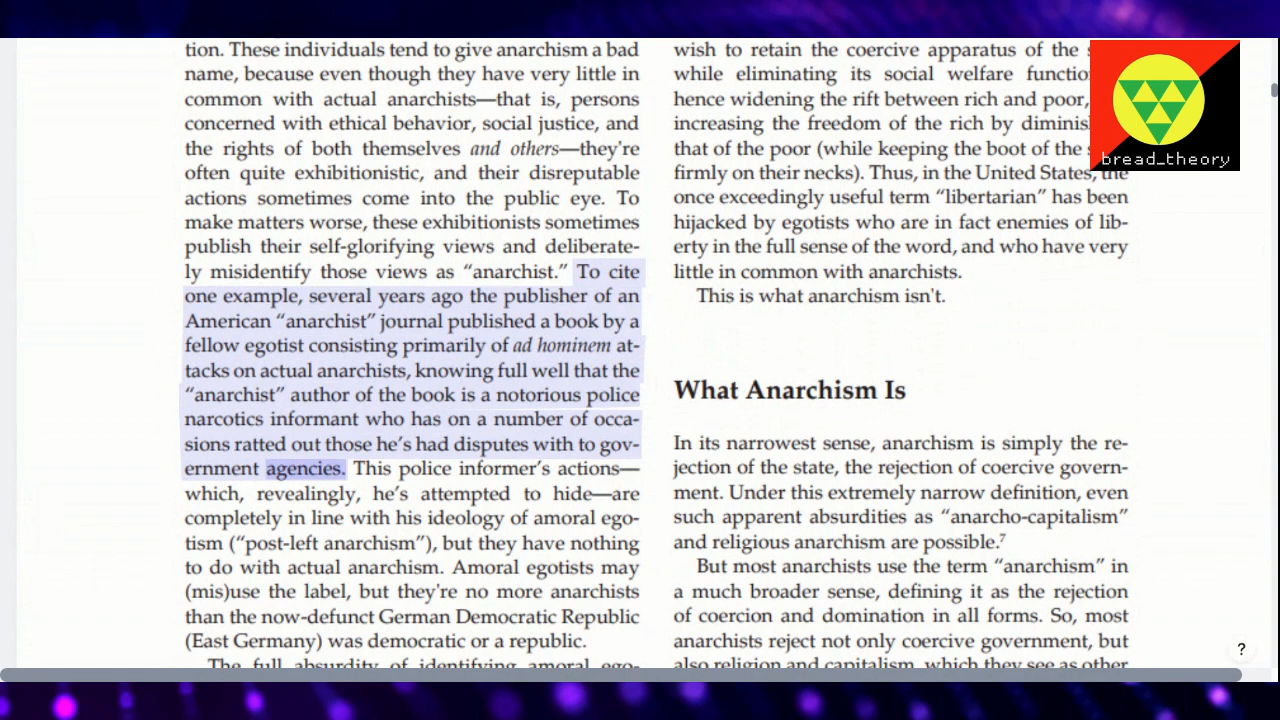 tion. These individuals tend to give anarchism a bad
name, because even though they have very little in
common with actual anarchists—that is, persons
concerned with ethical behavior, social justice, and
the rights of both themselves and others—they're
often quite exhibitionistic, and their disreputable
actions sometimes come into the public eye. To
make matters worse, these exhibitionists sometimes
publish their self-glorifying views and deliberate-
ly misidentify those views as “anarchist.” To cite
one example, several years ago the publisher of an
American “anarchist” journal published a book by a
fellow egotist consisting primarily of ad hominem at-
tacks on actual anarchists, knowing full well that the
“anarchist” author of the book is a notorious police
narcotics informant who has on a number of occa-
sions ratted out those he’s had disputes with to gov-
ernment agencies. This police informer’s actions—
which, revealingly, he’s attempted to hide—are
completely in line with his ideology of amoral ego-
tism (“post-left anarchism”), but they have nothing
to do with actual anarchism. Amoral egotists may
(mis)use the label, but they're no more anarchists
than the now-defunct German Democratic Republic
(East Germany) was democratic or a republic.
The full absurdity of identifying amoral ego-
wish to retain the coercive apparatus of the
while eliminating its social welfare
hence widening the rift between rich and poor,
increasing the freedom of the rich by
that of the poor (while keeping the boot of the
firmly on their necks). Thus, in the United States, the
once exceedingly useful term “libertarian” has been
hijacked by egotists who are in fact enemies of lib-
erty in the full sense of the word, and who have very
little in common with anarchists.
This is what anarchism isn't.
What Anarchism Is
In its narrowest sense, anarchism is simply the re-
jection of the state, the rejection of coercive govern-
ment. Under this extremely narrow definition, even
such apparent absurdities as “anarcho-capitalism”
and religious anarchism are possible.⁷
But most anarchists use the term “anarchism” in
a much broader sense, defining it as the rejection
of coercion and domination in all forms. So, most
anarchists reject not only coercive government, but
also religion and capitalism, which they see as other
bread_theory
?